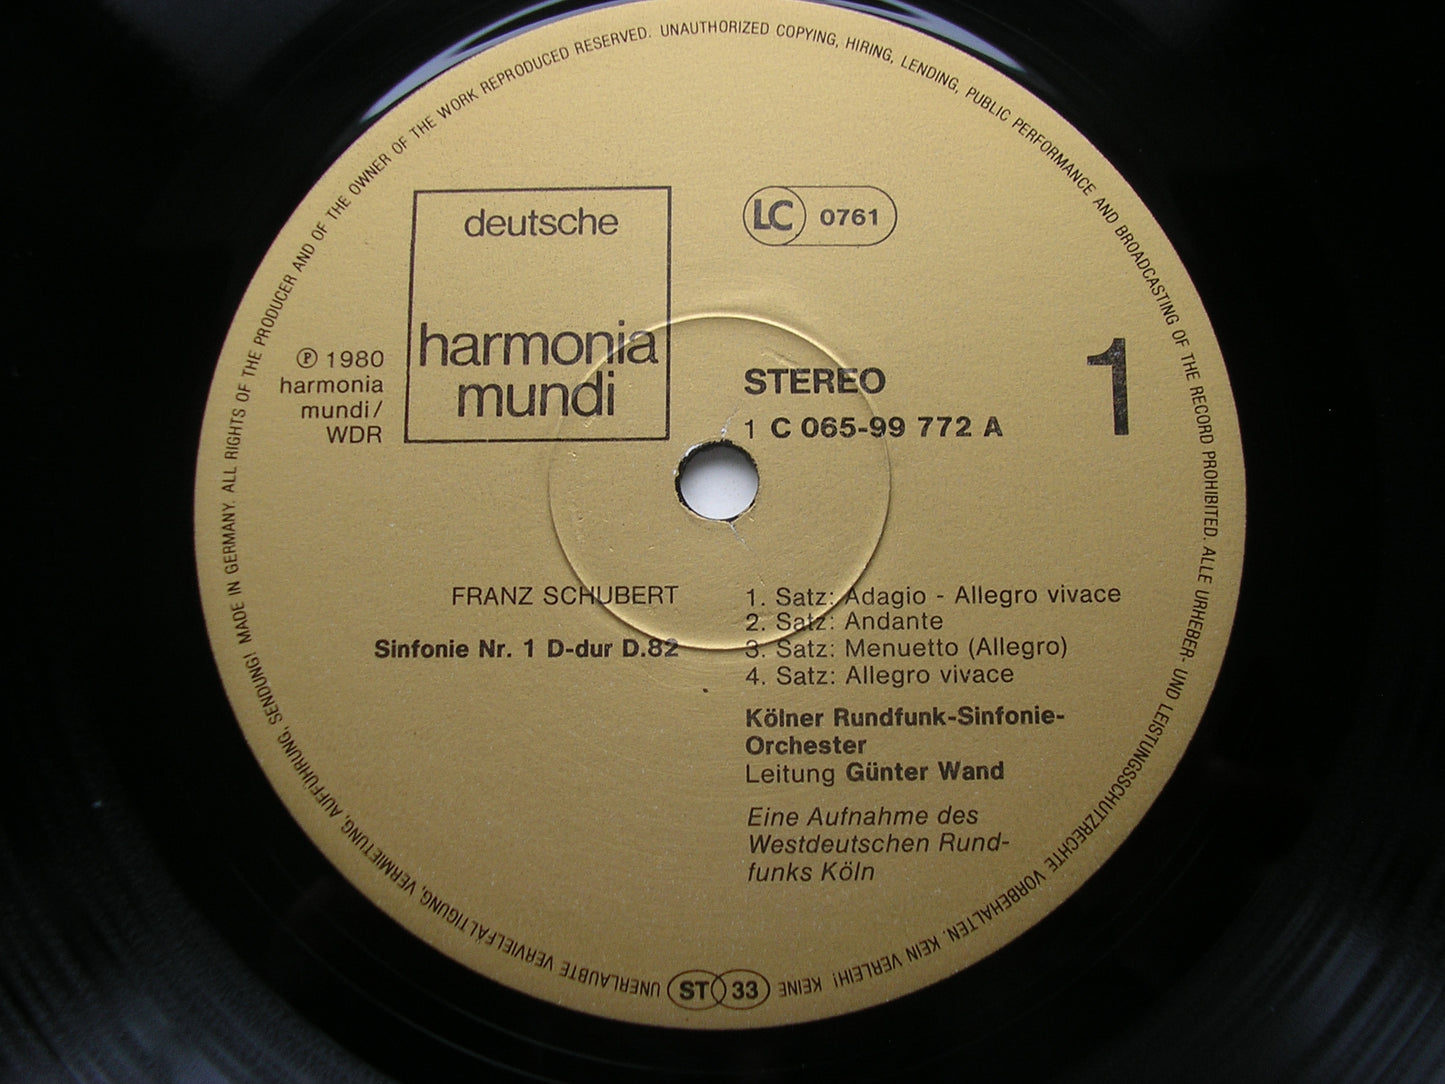 MADE IN GERMANY. ALL RIGHTS OF THE PRODUCER AND OF THE OWNER OF THE WORK REPRODUCED RESERVED. UNAUTHORIZED COPYING, HIRING, LENDING, PUBLIC PERFORMANCE AND BROADCASTING OF THE RECORD PROHIBITED. ALLE URHEBER- UND LEISTUNGSSCHUTZRECHTE VORBEHALTEN. KEIN VERLEIH! KEINE UNERLAUBTE VERVIELFÄLTIGUNG, VERMIETUNG, AUFFÜHRUNG, SENDUNG!
deutsche
harmonia
mundi
LC 0761
℗ 1980
harmonia
mundi/
WDR
STEREO
1 C 065-99 772 A
1
FRANZ SCHUBERT
Sinfonie Nr. 1 D-dur D.82
1. Satz: Adagio - Allegro vivace
2. Satz: Andante
3. Satz: Menuetto (Allegro)
4. Satz: Allegro vivace
Kölner Rundfunk-Sinfonie-
Orchester
Leitung Günter Wand
Eine Aufnahme des
Westdeutschen Rund-
funks Köln
ST 33